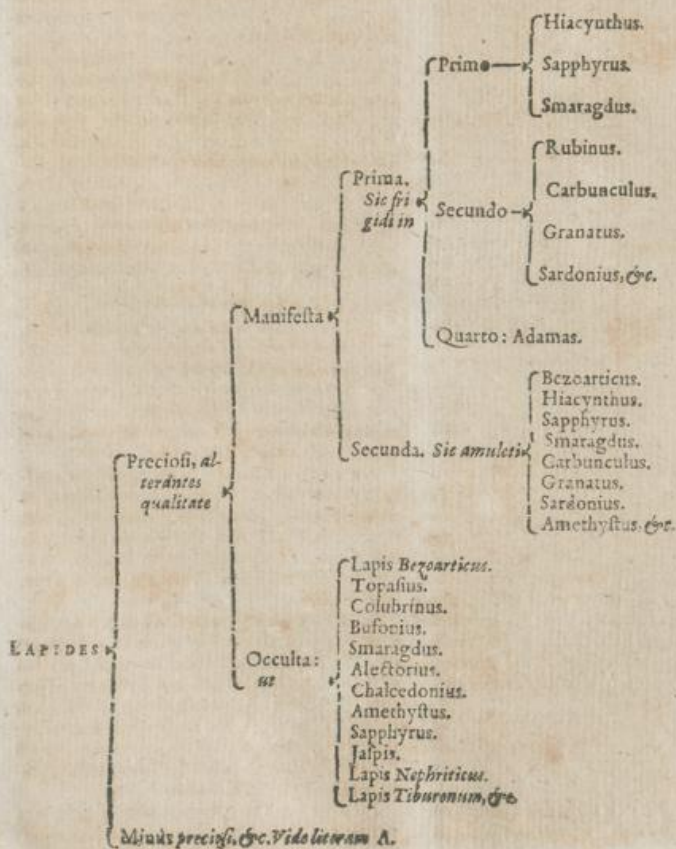 Hiacynthus.
Primo
Sapphyrus.
Smaragdus.
Prima.
Sic fri
gidi in
Rubinus.
Carbunculus.
Secundo
Granatus.
Sardonius, &c.
Manifeſta
Quarto: Adamas.
Bezoarticus.
Hiacynthus.
Sapphyrus.
Secunda. Sic amuleti
Smaragdus.
Carbunculus.
Granatus.
Sardonius.
Amethyſtus, &c.
Precioſi, al-
terántes
qualitate
Lapis Bezoarticus.
Topaſius.
Colubrinus.
Bufonius.
Smaragdus.
Occulta:
ut
Alectorius.
Chalcedonius.
Amethyſtus.
Sapphyrus.
Jaſpis.
Lapis Nephriticus.
Lapis Tiburonum, &c
LAPIDES
Minùs precioſi, &c. Vide literam A.